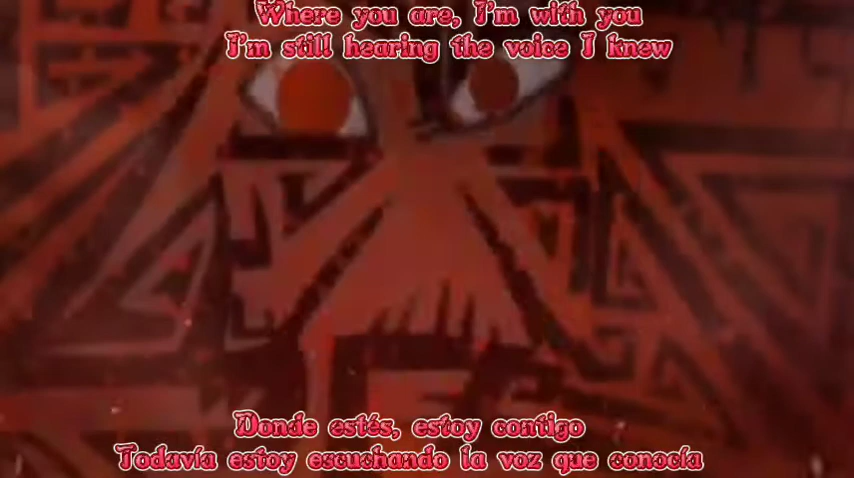 Where you are, I'm with you
I'm still hearing the voice I knew
Donde estés, estoy contigo
Todavía estoy escuchando la voz que conocía